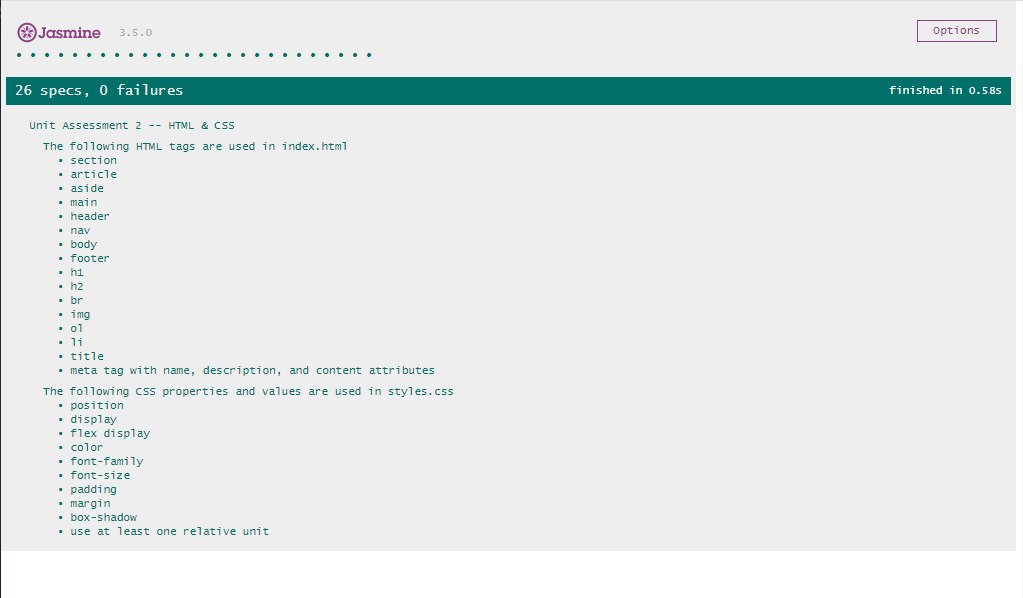 Jasmine 3.5.0 Options
• • • • • • • • • • • • • • • • • • • • • • • • • •
26 specs, 0 failures finished in 0.58s
Unit Assessment 2 -- HTML & CSS
The following HTML tags are used in index.html
• section
• article
• aside
• main
• header
• nav
• body
• footer
• h1
• h2
• br
• img
• ol
• li
• title
• meta tag with name, description, and content attributes
The following CSS properties and values are used in styles.css
• position
• display
• flex display
• color
• font-family
• font-size
• padding
• margin
• box-shadow
• use at least one relative unit